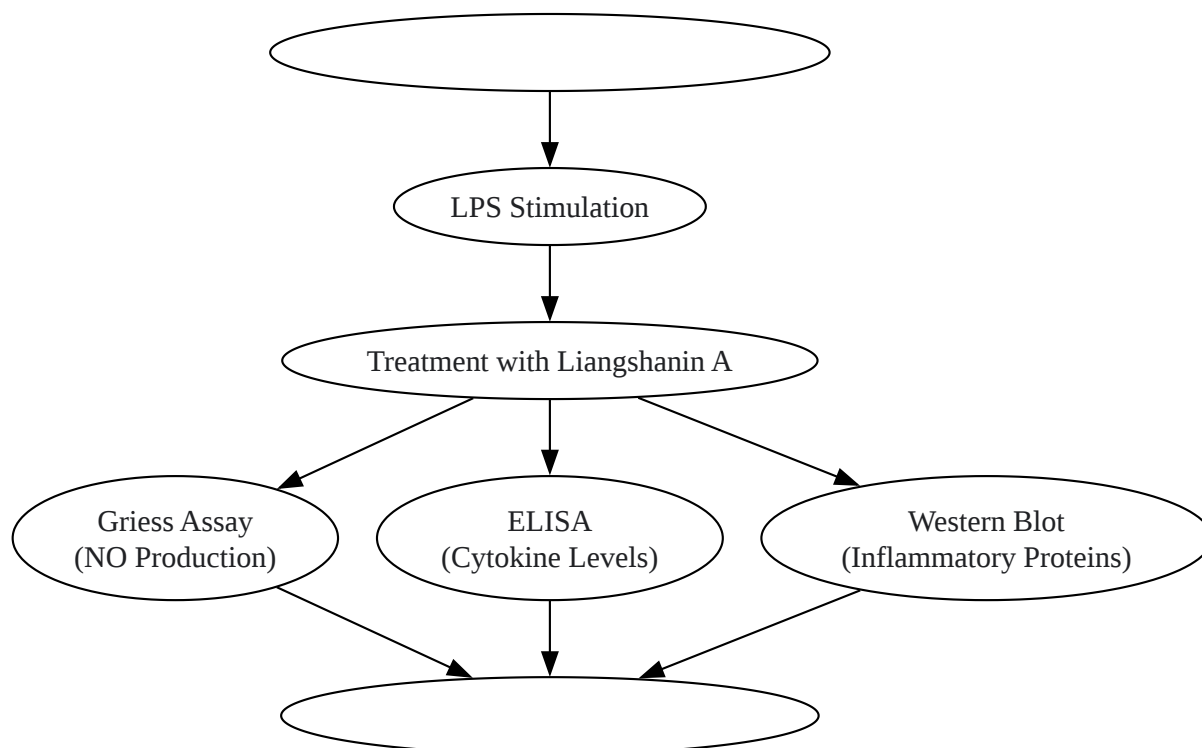 LPS Stimulation
Treatment with Liangshanin A
Griess Assay
(NO Production)
ELISA
(Cytokine Levels)
Western Blot
(Inflammatory Proteins)